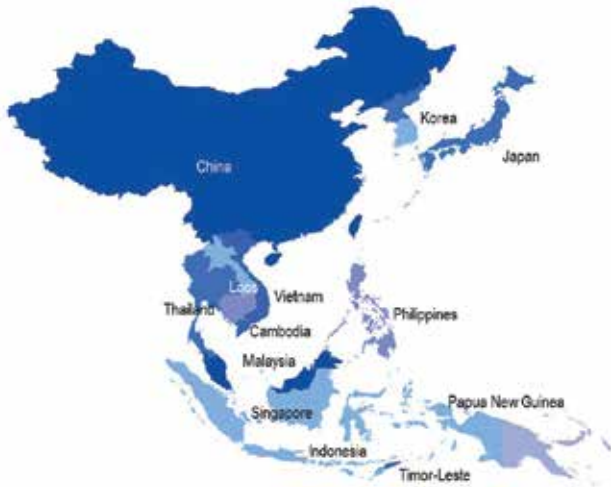 Korea
Japan
China
Laos
Thailand
Vietnam
Cambodia
Philippines
Malaysia
Singapore
Papua New Guinea
Indonesia
Timor-Leste